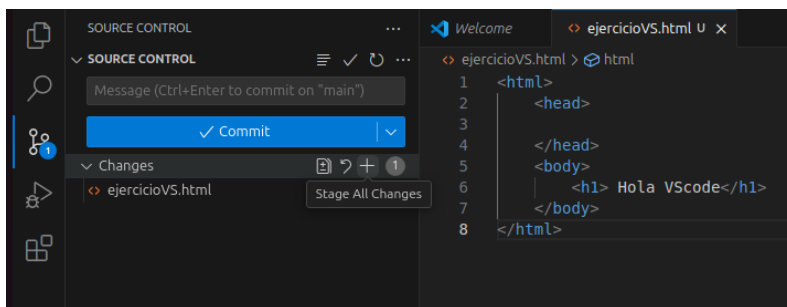 SOURCE CONTROL
SOURCE CONTROL
Message (Ctrl+Enter to commit on "main")
Commit
Changes
1
ejercicioVS.html
Stage All Changes
1
Welcome
ejercicioVS.html U
ejercicioVS.html > html
1 <html>
2 <head>
3
4 </head>
5 <body>
6 <h1> Hola VScode</h1>
7 </body>
8 </html>